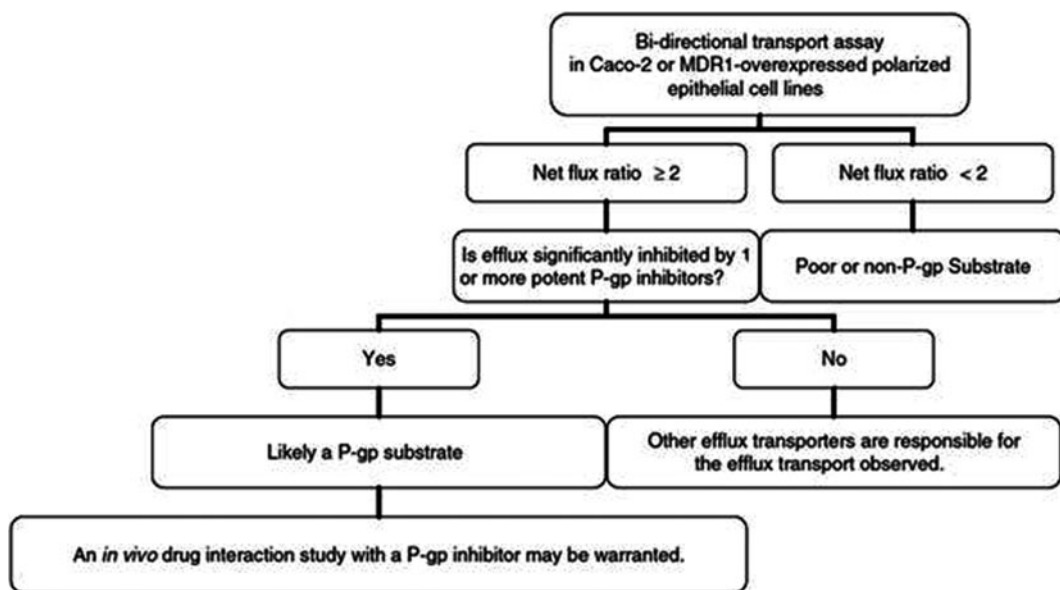 Bi-directional transport assay
in Caco-2 or MDR1-overexpressed polarized
epithelial cell lines
Net flux ratio ≥ 2
Net flux ratio < 2
Is efflux significantly inhibited by 1
or more potent P-gp inhibitors?
Poor or non-P-gp Substrate
Yes
No
Likely a P-gp substrate
Other efflux transporters are responsible for
the efflux transport observed.
An in vivo drug interaction study with a P-gp inhibitor may be warranted.